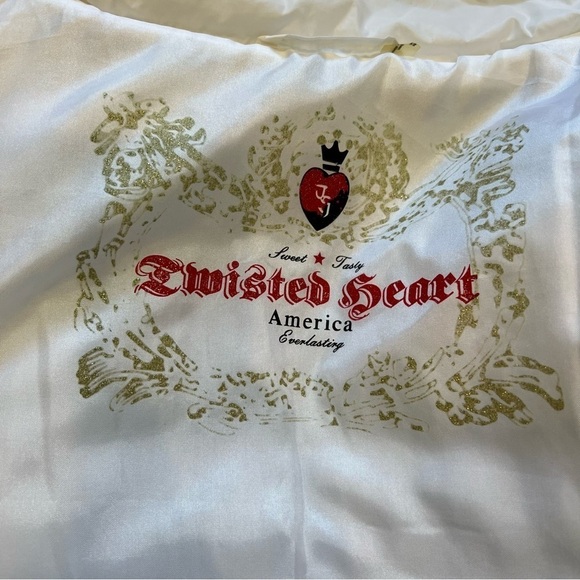 Sweet ★ Tasty
Twisted Heart
America
Everlasting